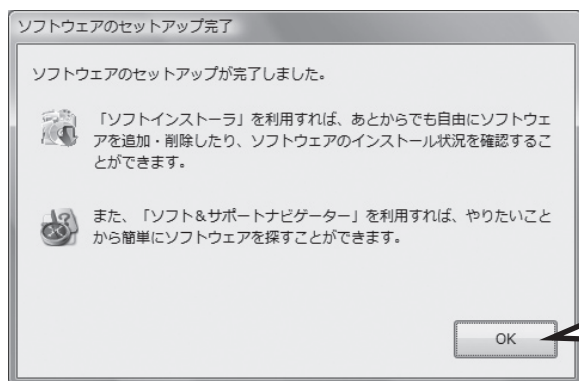 ソフトウェアのセットアップ完了
ソフトウェアのセットアップが完了しました。
「ソフトインストーラ」を利用すれば、あとからでも自由にソフトウェ
アを追加・削除したり、ソフトウェアのインストール状況を確認するこ
とができます。
また、「ソフト&サポートナビゲーター」を利用すれば、やりたいこと
から簡単にソフトウェアを探すことができます。
OK